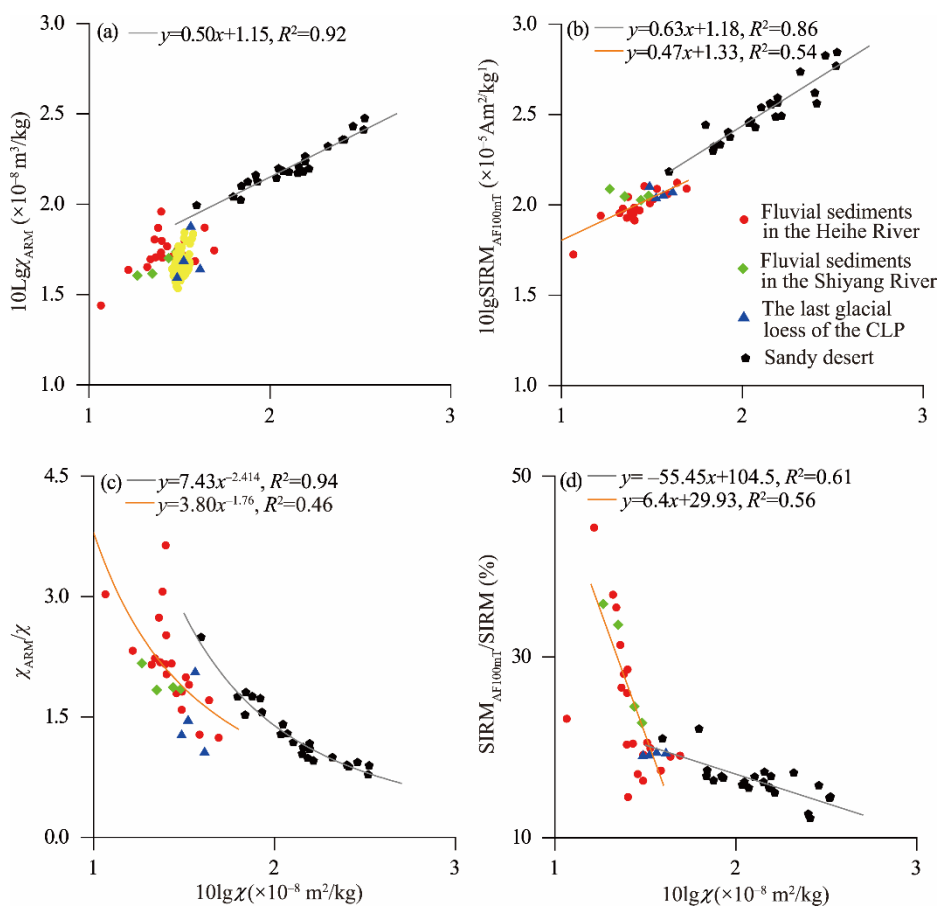 (a)
y=0.50x+1.15, R²=0.92
3.0
2.5
2.0
1.5
1.0
10Lgχ_ARM (×10⁻⁸ m³/kg)
1
2
3
(b)
y=0.63x+1.18, R²=0.86
y=0.47x+1.33, R²=0.54
3.0
2.5
2.0
1.5
1.0
10lgSIRM_AF100mT (×10⁻⁵ Am²/kg¹)
Fluvial sediments
in the Heihe River
Fluvial sediments
in the Shiyang River
The last glacial
loess of the CLP
Sandy desert
1
2
3
(c)
y=7.43x⁻²·⁴¹⁴, R²=0.94
y=3.80x⁻¹·⁷⁶, R²=0.46
4.5
3.0
1.5
0.0
χ_ARM/χ
1
2
3
10lgχ(×10⁻⁸ m²/kg)
(d)
y= −55.45x+104.5, R²=0.61
y=6.4x+29.93, R²=0.56
50
30
10
SIRM_AF100mT/SIRM (%)
1
2
3
10lgχ(×10⁻⁸ m²/kg)